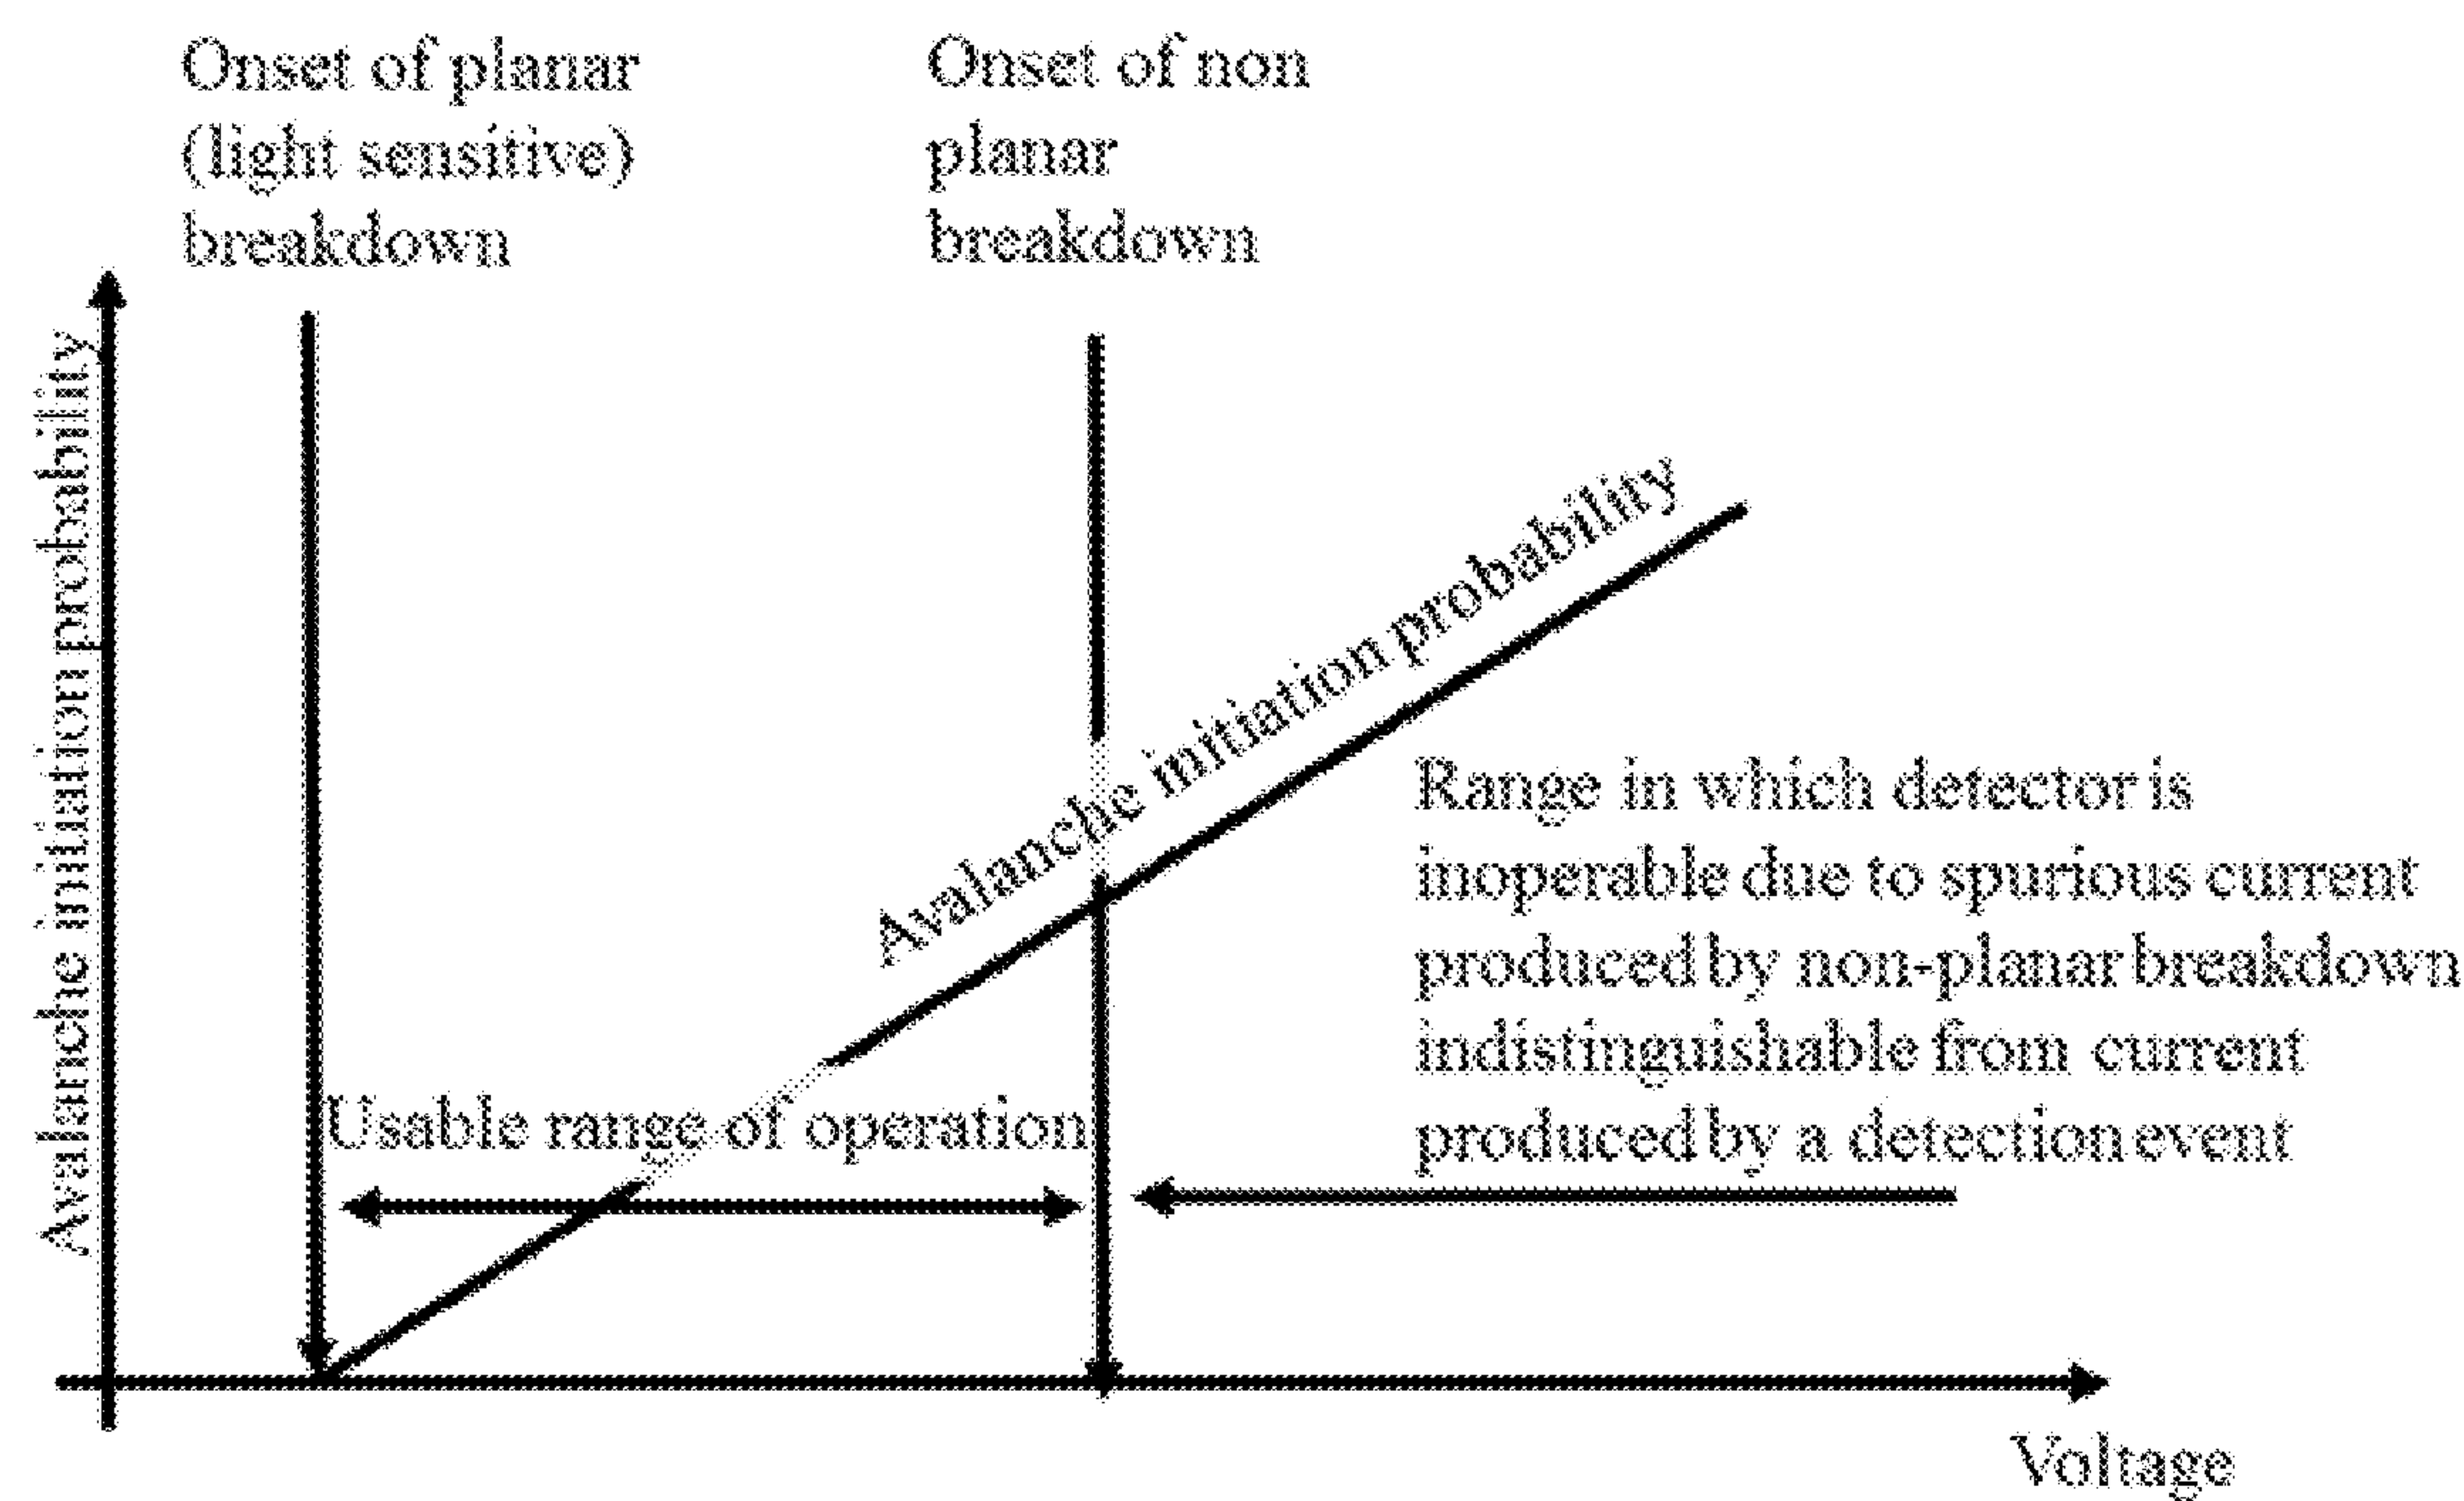 Onset of planar
(light sensitive)
breakdown
Onset of non
planar
breakdown
Avalanche initiation probability
Avalanche initiation probability
Range in which detector is
inoperable due to spurious current
produced by non-planar breakdown
indistinguishable from current
produced by a detection event
Usable range of operation
Voltage